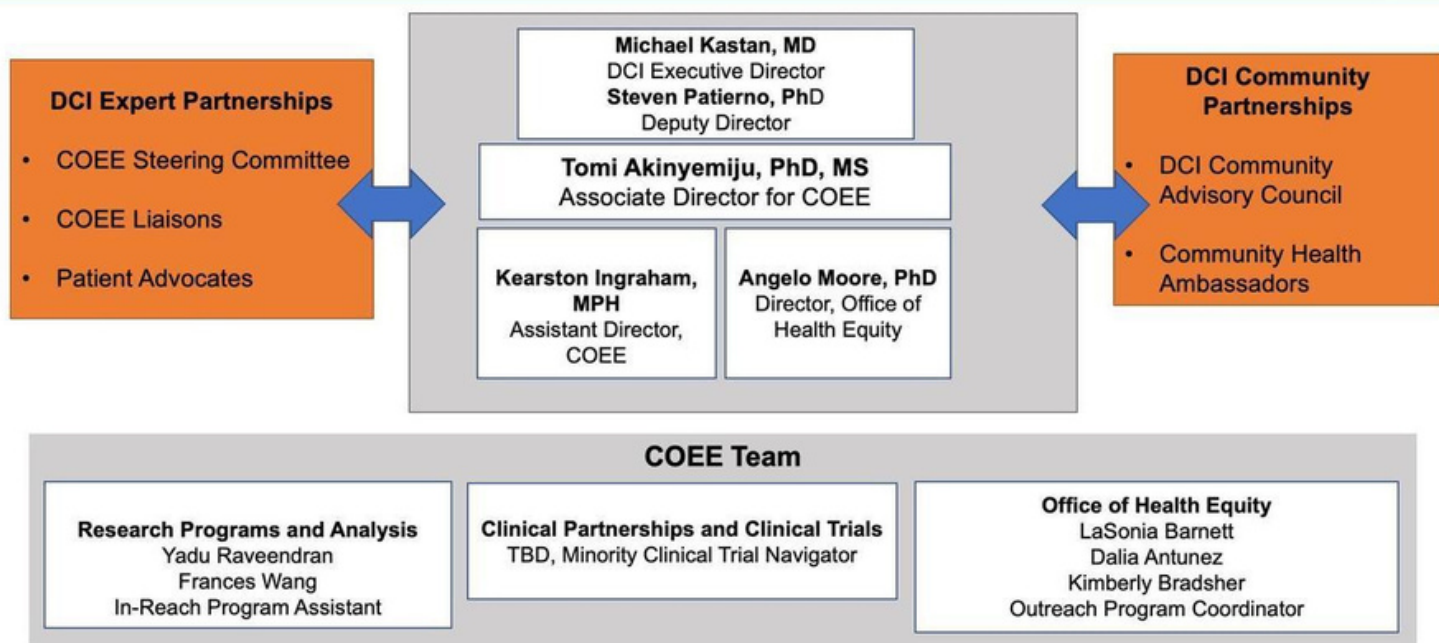 Michael Kastan, MD
DCI Executive Director
Steven Patierno, PhD
Deputy Director
DCI Expert Partnerships
• COEE Steering Committee
• COEE Liaisons
• Patient Advocates
Tomi Akinyemiju, PhD, MS
Associate Director for COEE
Kearston Ingraham,
MPH
Assistant Director,
COEE
Angelo Moore, PhD
Director, Office of
Health Equity
DCI Community
Partnerships
• DCI Community
Advisory Council
• Community Health
Ambassadors
COEE Team
Research Programs and Analysis
Yadu Raveendran
Frances Wang
In-Reach Program Assistant
Clinical Partnerships and Clinical Trials
TBD, Minority Clinical Trial Navigator
Office of Health Equity
LaSonia Barnett
Dalia Antunez
Kimberly Bradsher
Outreach Program Coordinator